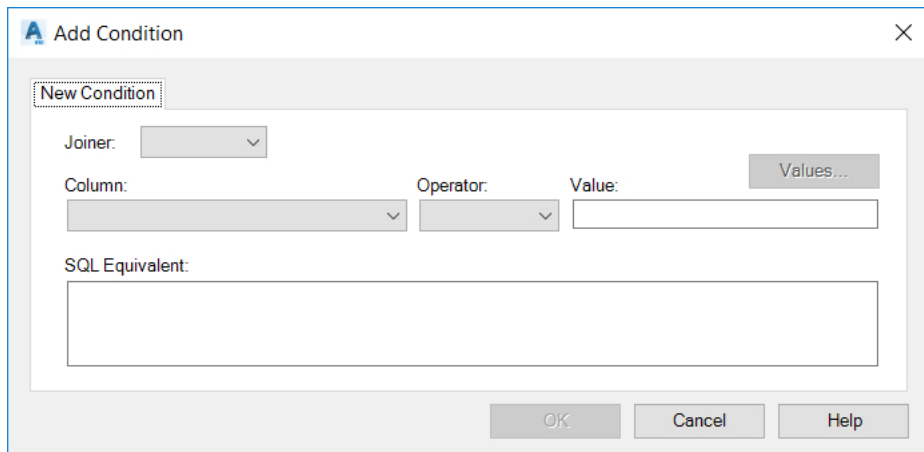 Add Condition
New Condition
Joiner:
Values...
Column:
Operator:
Value:
SQL Equivalent:
OK
Cancel
Help